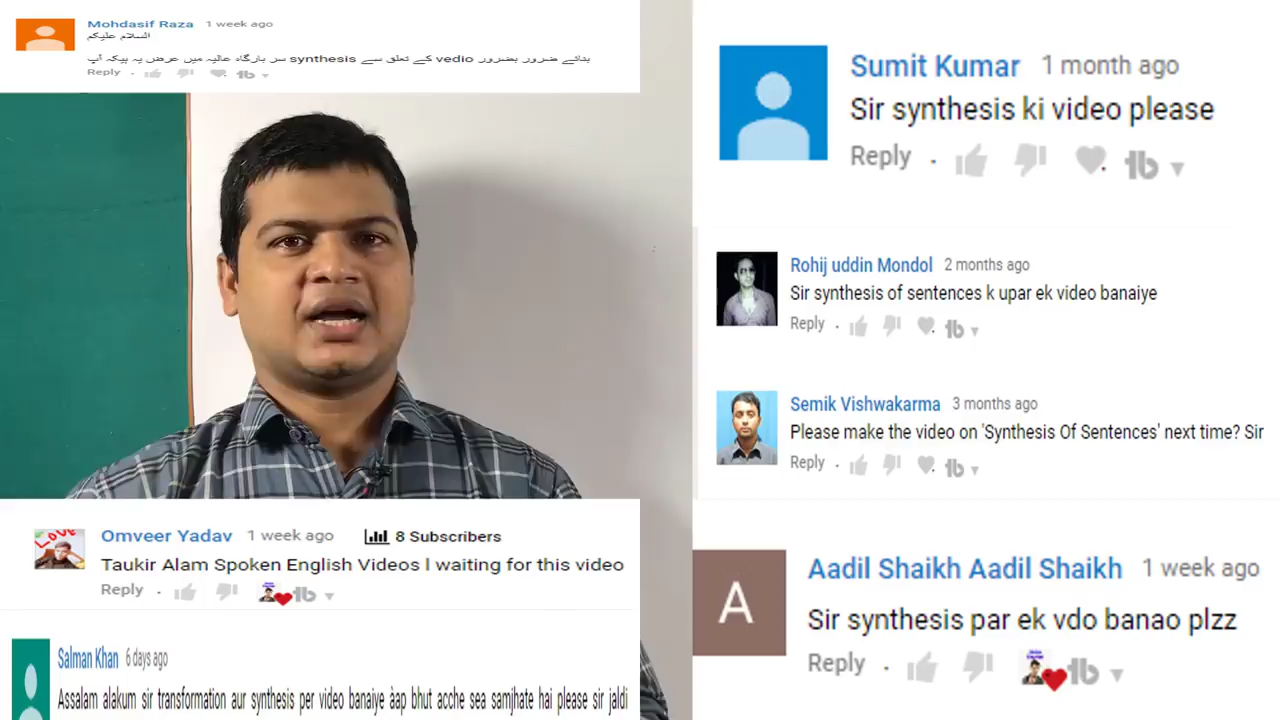 Mohdasif Raza 1 week ago
السلام علیکم
سر بارگاہ عالیہ میں عرض یہ ہیکہ آپ synthesis کے تعلق سے vedio ضرور بضرور بنائے
Reply
Sumit Kumar 1 month ago
Sir synthesis ki video please
Reply
Rohij uddin Mondol 2 months ago
Sir synthesis of sentences k upar ek video banaiye
Reply
Semik Vishwakarma 3 months ago
Please make the video on 'Synthesis Of Sentences' next time? Sir
Reply
Omveer Yadav 1 week ago 8 Subscribers
Taukir Alam Spoken English Videos I waiting for this video
Reply
LOVE
Salman Khan 6 days ago
Assalam alakum sir transformation aur synthesis per video banaiye àap bhut acche sea samjhate hai please sir jaldi
A
Aadil Shaikh Aadil Shaikh 1 week ago
Sir synthesis par ek vdo banao plzz
Reply